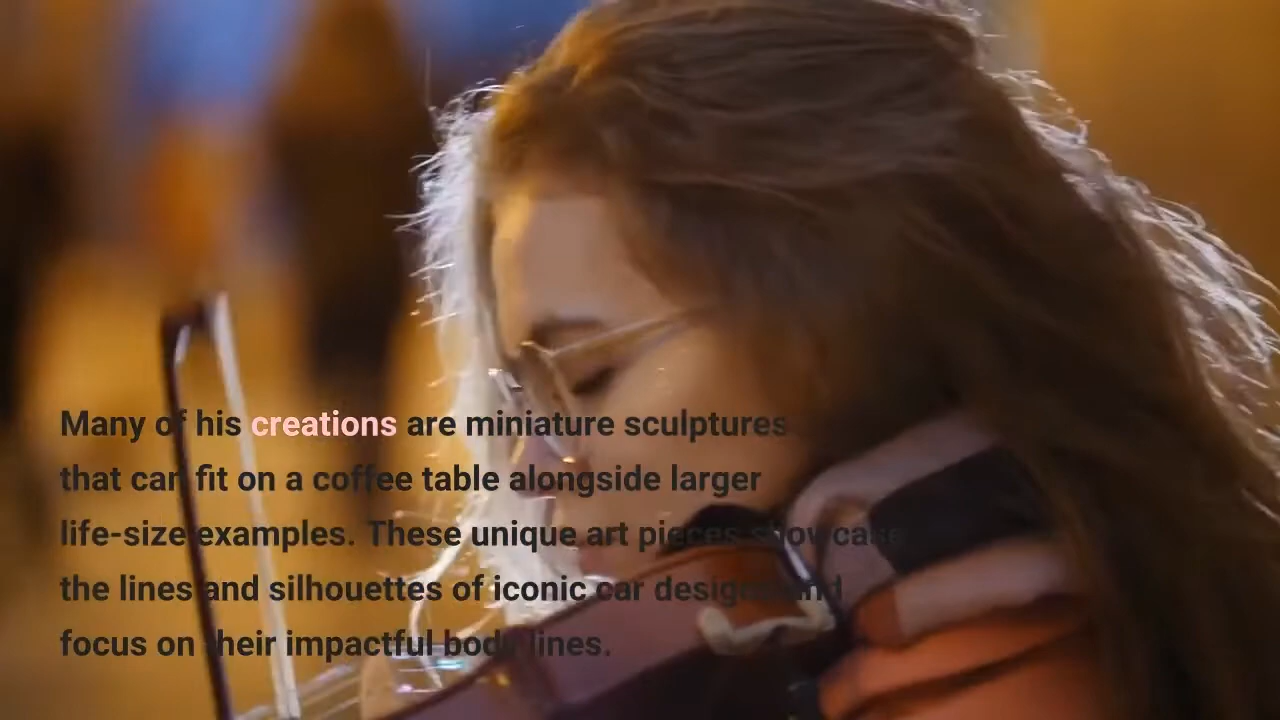 Many of his creations are miniature sculptures
that can fit on a coffee table alongside larger
life-size examples. These unique art pieces showcase
the lines and silhouettes of iconic car designs and
focus on their impactful body lines.